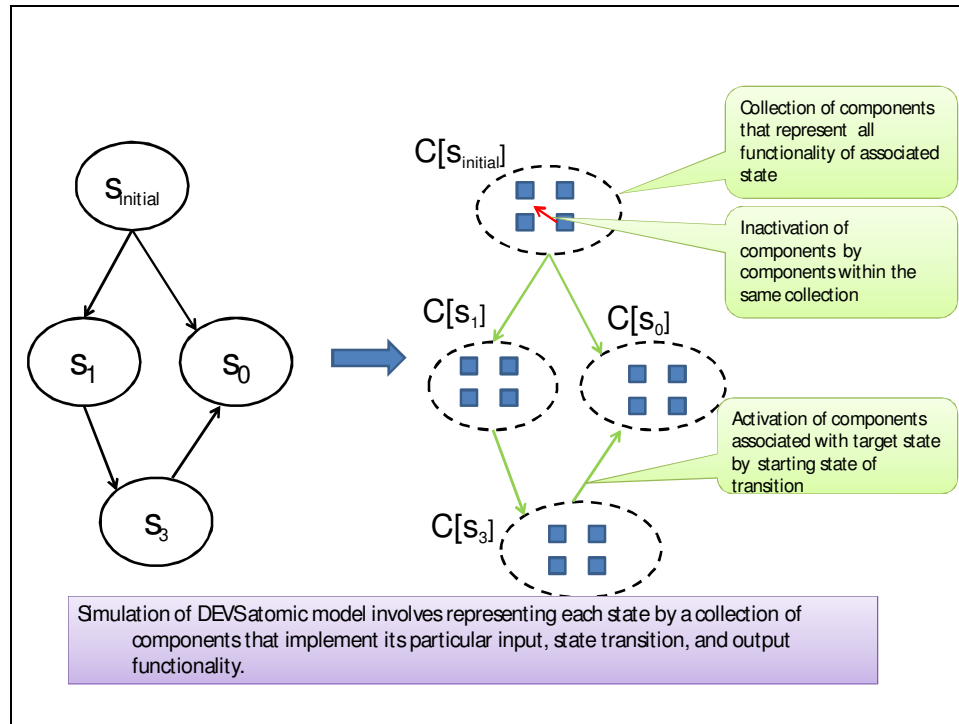 Collection of components
that represent all
functionality of associated
state
C[sinitial]
sinitial
Inactivation of
components by
components within the
same collection
C[s1]
C[s0]
s1
s0
Activation of components
associated with target state
by starting state of
transition
C[s3]
s3
Simulation of DEVS atomic model involves representing each state by a collection of
components that implement its particular input, state transition, and output
functionality.